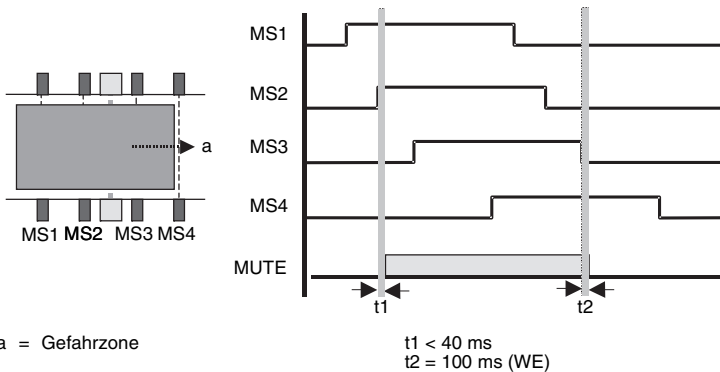 MS1
MS2
MS3
MS4
MUTE
t1 t2
a
MS1 MS2 MS3 MS4
a = Gefahrzone
t1 < 40 ms
t2 = 100 ms (WE)